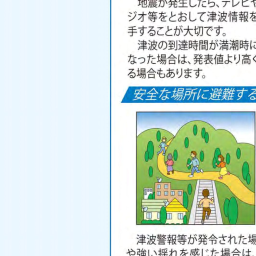 地震が発生したら、テレビや
ジオ等をとおして津波情報を
手することが大切です。
津波の到達時間が満潮時に
なった場合は、発表値より高く
る場合もあります。
安全な場所に避難する
津波警報等が発令された場
や強い揺れを感じた場合は、